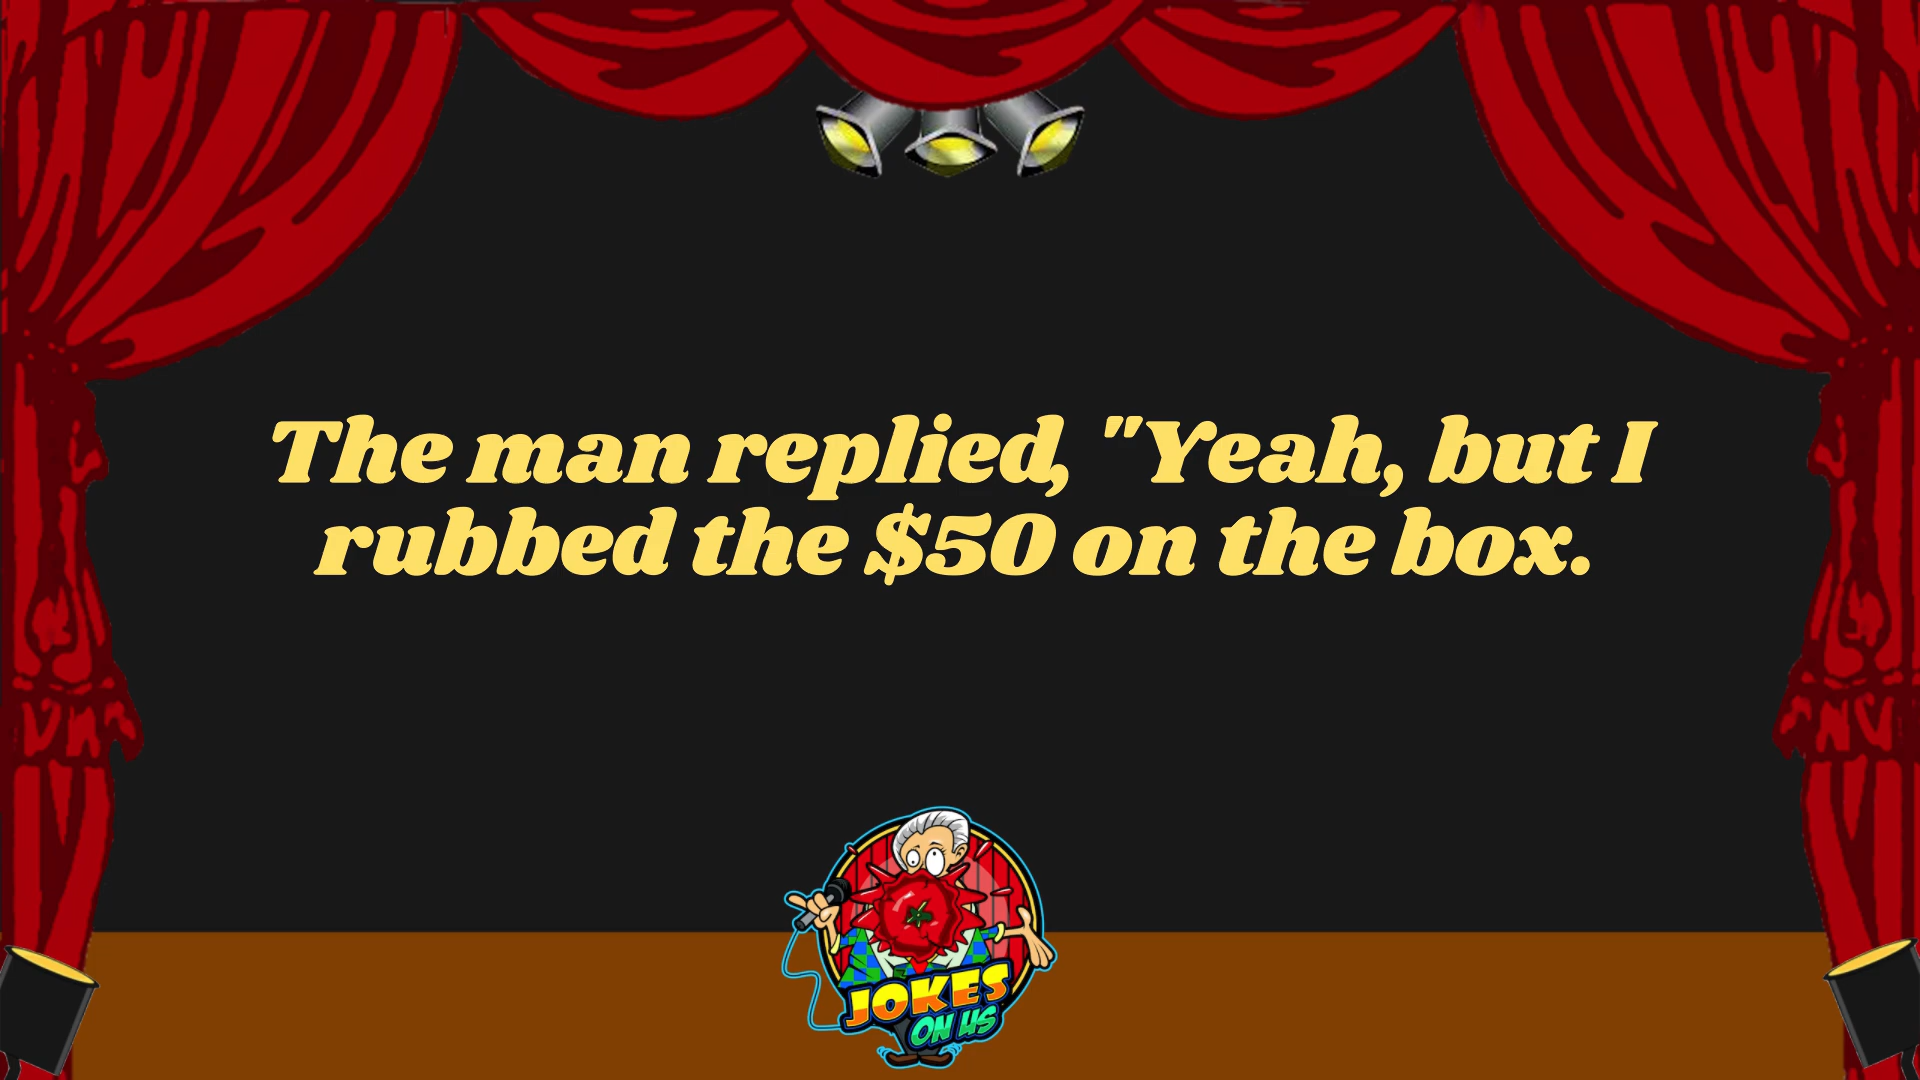 The man replied, "Yeah, but I
rubbed the $50 on the box.
JOKES
ON US